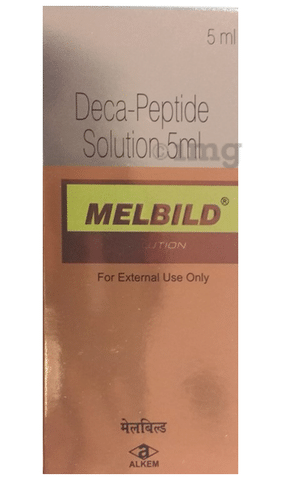 5 ml
Deca-Peptide
Solution 5ml
MELBILD®
For External Use Only
मेलबिल्ड
a
ALKEM